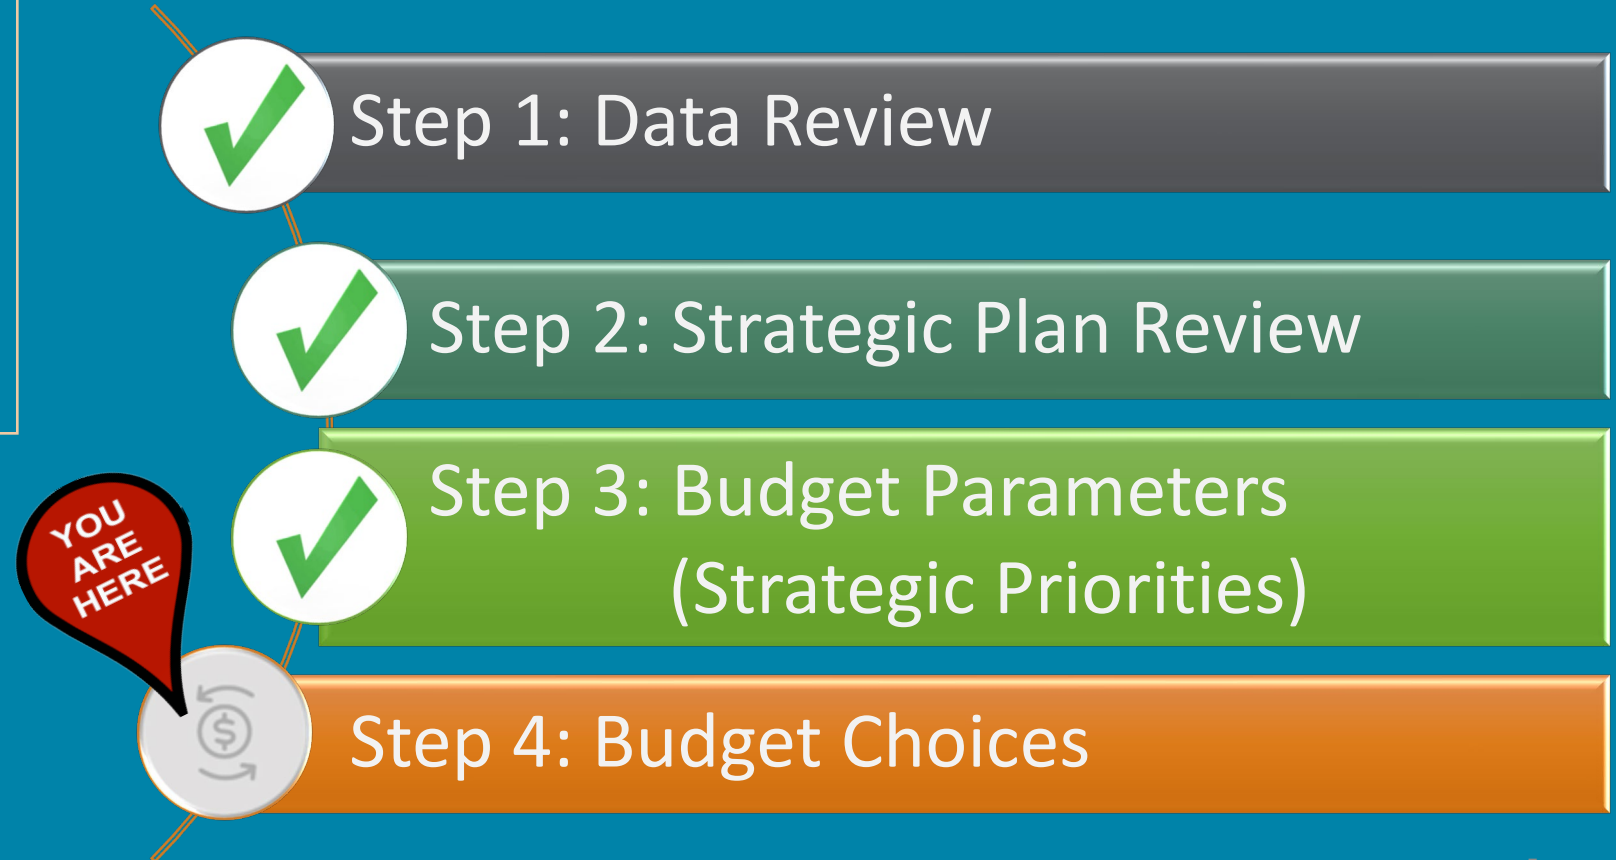 Step 1: Data Review
Step 2: Strategic Plan Review
Step 3: Budget Parameters
(Strategic Priorities)
YOU
ARE
HERE
$
Step 4: Budget Choices